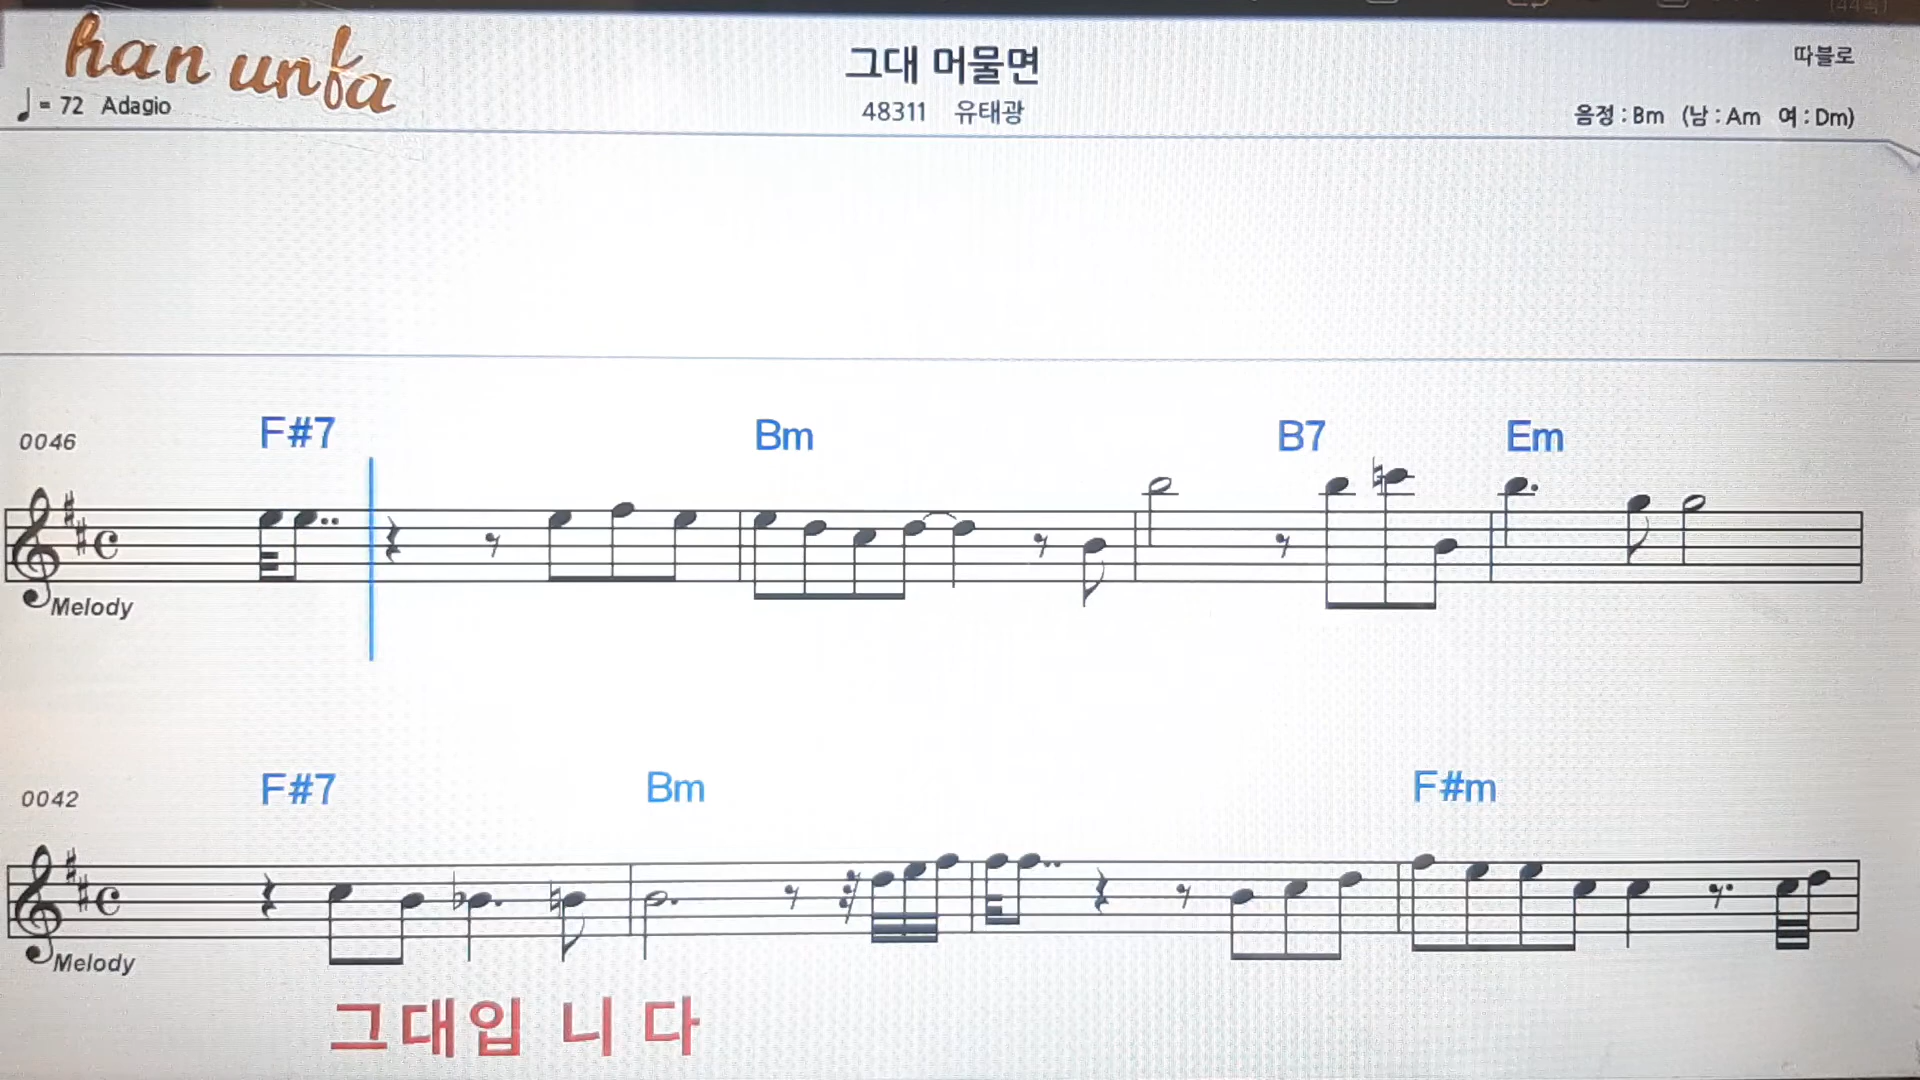 han unfa
그대 머물면
따블로
♩ = 72 Adagio
48311 유태광
음정 : Bm (남 : Am 여 : Dm)
0046 F#7 Bm B7 Em
Melody
0042 F#7 Bm F#m
Melody
그대입 니 다